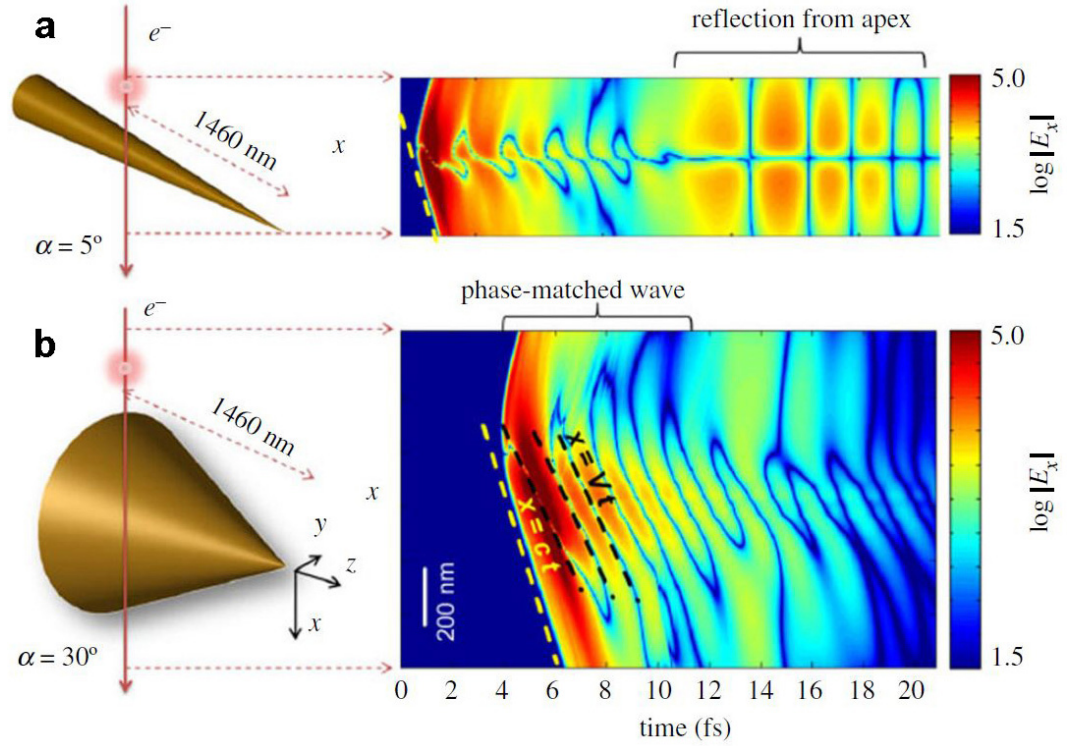 a
e⁻
1460 nm
α = 5º
x
reflection from apex
5.0
log |Eₓ|
1.5
b
e⁻
1460 nm
y
z
x
α = 30º
x
phase-matched wave
x = Vt
x = ct
200 nm
5.0
log |Eₓ|
1.5
0 2 4 6 8 10 12 14 16 18 20
time (fs)